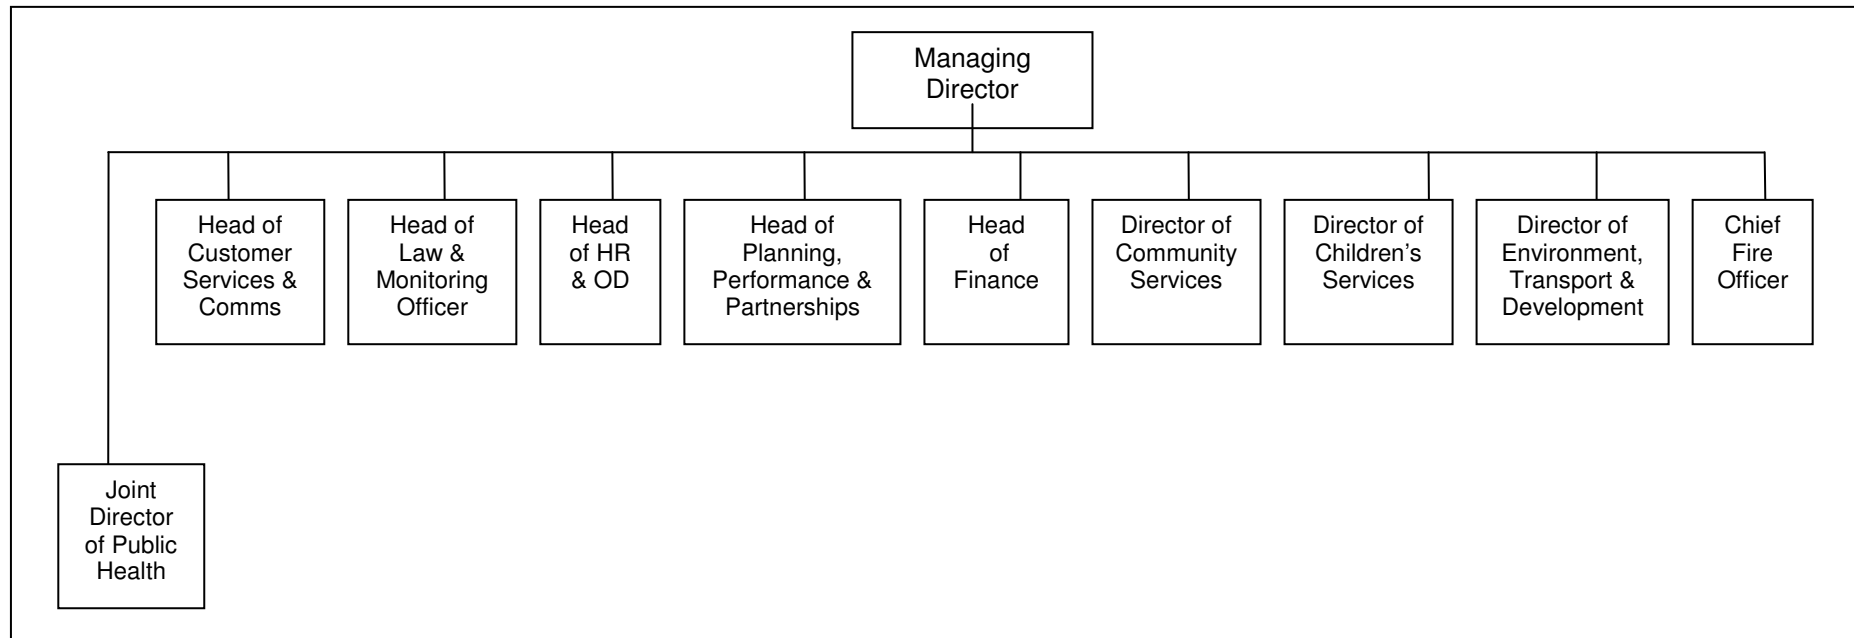 Managing
Director
Head of
Customer
Services &
Comms
Head of
Law &
Monitoring
Officer
Head
of HR
& OD
Head of
Planning,
Performance &
Partnerships
Head
of
Finance
Director of
Community
Services
Director of
Children’s
Services
Director of
Environment,
Transport &
Development
Chief
Fire
Officer
Joint
Director
of Public
Health